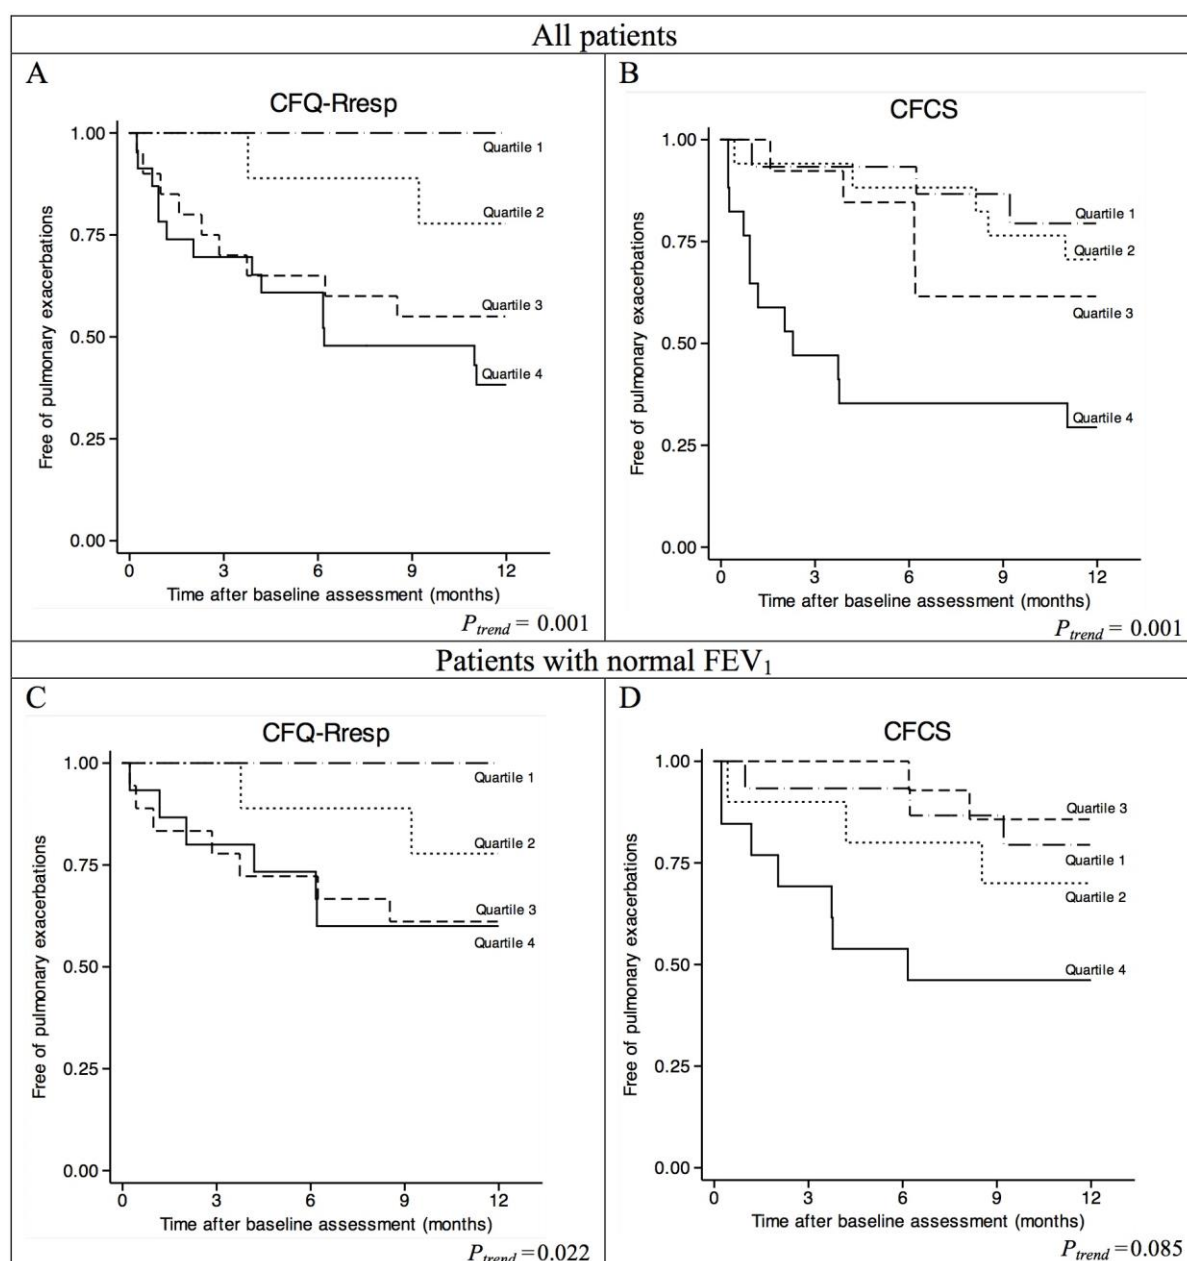 All patients
A
CFQ-Rresp
1.00
0.75
0.50
0.25
0.00
Free of pulmonary exacerbations
Quartile 1
Quartile 2
Quartile 3
Quartile 4
0 3 6 9 12
Time after baseline assessment (months)
Ptrend = 0.001
B
CFCS
1.00
0.75
0.50
0.25
0.00
Free of pulmonary exacerbations
Quartile 1
Quartile 2
Quartile 3
Quartile 4
0 3 6 9 12
Time after baseline assessment (months)
Ptrend = 0.001
Patients with normal FEV1
C
CFQ-Rresp
1.00
0.75
0.50
0.25
0.00
Free of pulmonary exacerbations
Quartile 1
Quartile 2
Quartile 3
Quartile 4
0 3 6 9 12
Time after baseline assessment (months)
Ptrend =0.022
D
CFCS
1.00
0.75
0.50
0.25
0.00
Free of pulmonary exacerbations
Quartile 3
Quartile 1
Quartile 2
Quartile 4
0 3 6 9 12
Time after baseline assessment (months)
Ptrend =0.085